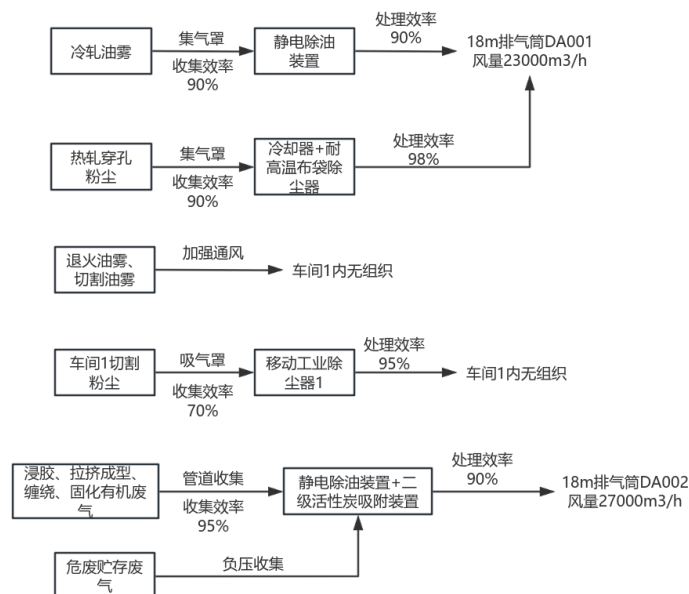 冷轧油雾
集气罩
收集效率
90%
静电除油
装置
处理效率
90%
18m排气筒DA001
风量23000m3/h
热轧穿孔
粉尘
集气罩
收集效率
90%
冷却器+耐
高温布袋除
尘器
处理效率
98%
退火油雾、
切割油雾
加强通风
车间1内无组织
车间1切割
粉尘
吸气罩
收集效率
70%
移动工业除
尘器1
处理效率
95%
车间1内无组织
浸胶、拉挤成型、
缠绕、固化有机废
气
管道收集
收集效率
95%
静电除油装置+二
级活性炭吸附装置
处理效率
90%
18m排气筒DA002
风量27000m3/h
危废贮存废
气
负压收集